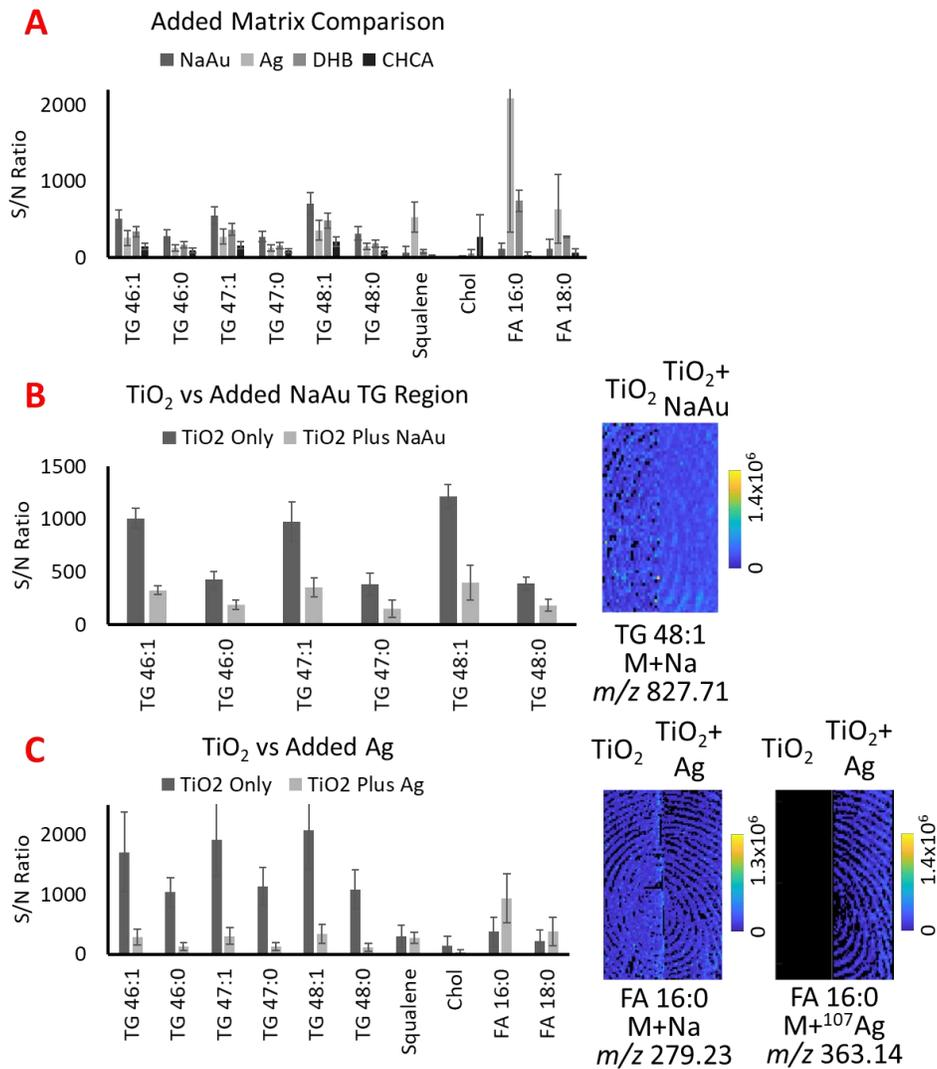 A
Added Matrix Comparison
NaAu Ag DHB CHCA
S/N Ratio
2000
1000
0
TG 46:1
TG 46:0
TG 47:1
TG 47:0
TG 48:1
TG 48:0
Squalene
Chol
FA 16:0
FA 18:0
B
TiO2 vs Added NaAu TG Region
TiO2 Only TiO2 Plus NaAu
S/N Ratio
1500
1000
500
0
TG 46:1
TG 46:0
TG 47:1
TG 47:0
TG 48:1
TG 48:0
TiO2
TiO2+
NaAu
1.4x10⁶
0
TG 48:1
M+Na
m/z 827.71
C
TiO2 vs Added Ag
TiO2 Only TiO2 Plus Ag
S/N Ratio
2000
1000
0
TG 46:1
TG 46:0
TG 47:1
TG 47:0
TG 48:1
TG 48:0
Squalene
Chol
FA 16:0
FA 18:0
TiO2
TiO2+
Ag
1.3x10⁶
0
FA 16:0
M+Na
m/z 279.23
TiO2
TiO2+
Ag
1.4x10⁶
0
FA 16:0
M+¹⁰⁷Ag
m/z 363.14